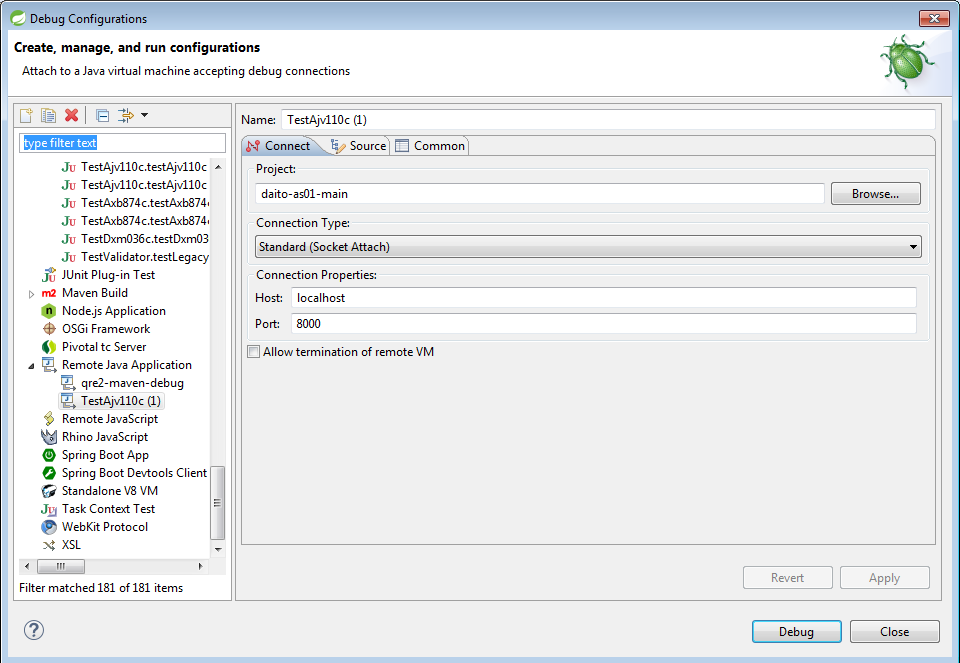 Debug Configurations
Create, manage, and run configurations
Attach to a Java virtual machine accepting debug connections
type filter text
TestAjv110c.testAjv110c
TestAjv110c.testAjv110c
TestAxb874c.testAxb874c
TestAxb874c.testAxb874c
TestDxm036c.testDxm03
TestValidator.testLegacy
JUnit Plug-in Test
Maven Build
Node.js Application
OSGi Framework
Pivotal tc Server
Remote Java Application
qre2-maven-debug
TestAjv110c (1)
Remote JavaScript
Rhino JavaScript
Spring Boot App
Spring Boot Devtools Client
Standalone V8 VM
Task Context Test
WebKit Protocol
XSL
Filter matched 181 of 181 items
Name: TestAjv110c (1)
Connect Source Common
Project:
daito-as01-main Browse...
Connection Type:
Standard (Socket Attach)
Connection Properties:
Host: localhost
Port: 8000
Allow termination of remote VM
Revert Apply
Debug Close